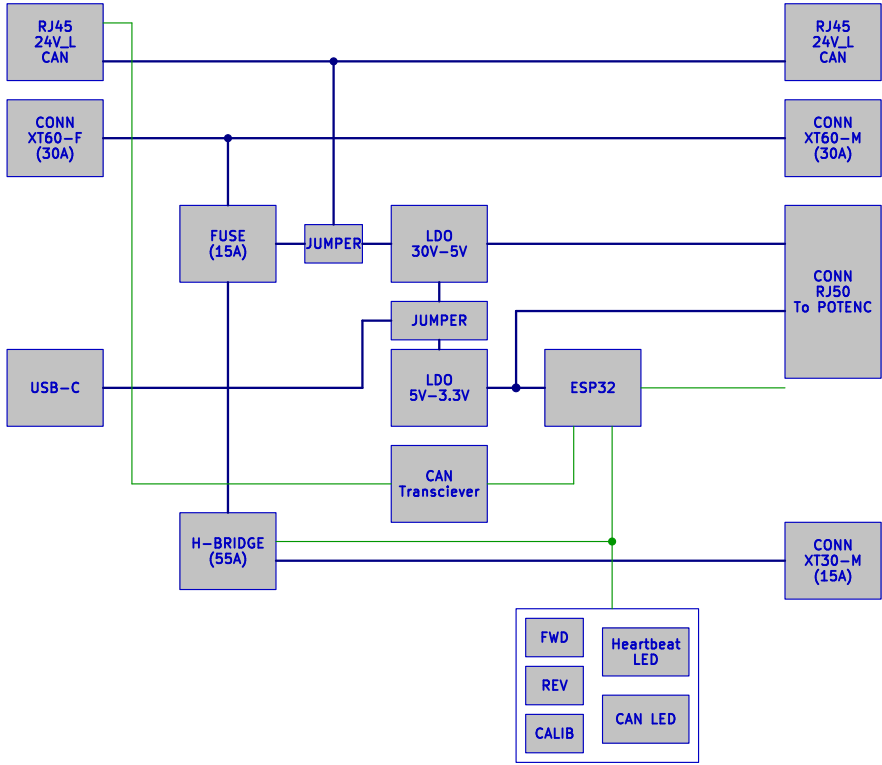 RJ45
24V_L
CAN
RJ45
24V_L
CAN
CONN
XT60-F
(30A)
CONN
XT60-M
(30A)
FUSE
(15A)
JUMPER
LDO
30V-5V
CONN
RJ50
To POTENC
JUMPER
USB-C
LDO
5V-3.3V
ESP32
CAN
Transciever
H-BRIDGE
(55A)
CONN
XT30-M
(15A)
FWD
Heartbeat
LED
REV
CAN LED
CALIB